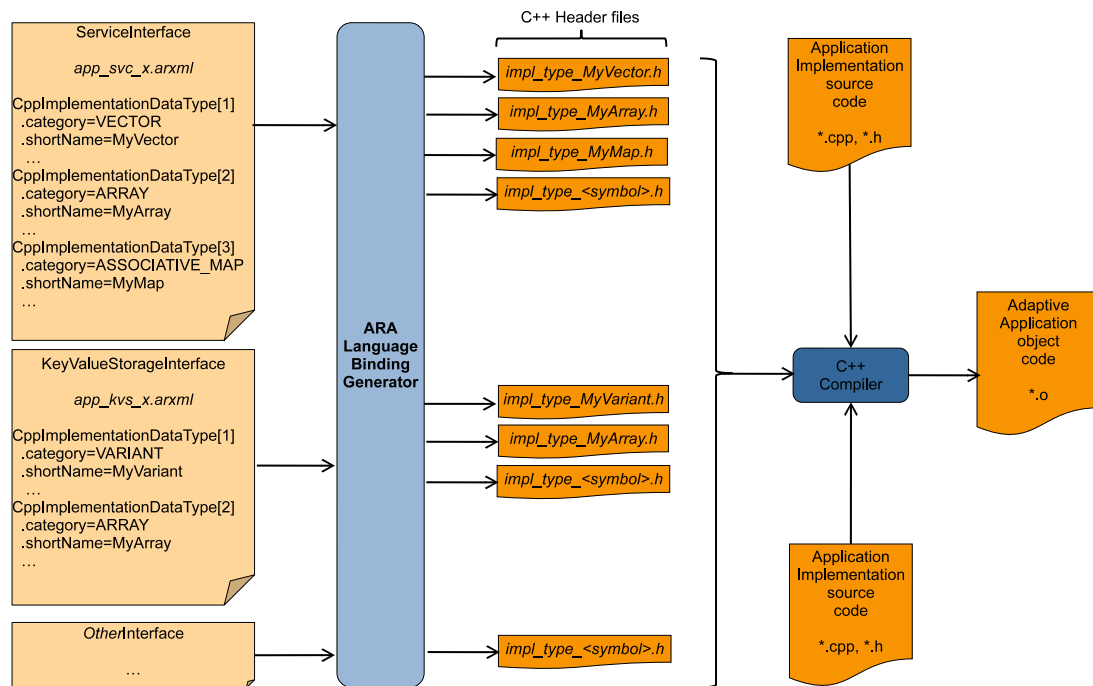 ServiceInterface
app_svc_x.arxml
CppImplementationDataType[1]
.category=VECTOR
.shortName=MyVector
...
CppImplementationDataType[2]
.category=ARRAY
.shortName=MyArray
...
CppImplementationDataType[3]
.category=ASSOCIATIVE_MAP
.shortName=MyMap
...
KeyValueStorageInterface
app_kvs_x.arxml
CppImplementationDataType[1]
.category=VARIANT
.shortName=MyVariant
...
CppImplementationDataType[2]
.category=ARRAY
.shortName=MyArray
...
OtherInterface
...
ARA
Language
Binding
Generator
C++ Header files
impl_type_MyVector.h
impl_type_MyArray.h
impl_type_MyMap.h
impl_type_<symbol>.h
impl_type_MyVariant.h
impl_type_MyArray.h
impl_type_<symbol>.h
impl_type_<symbol>.h
Application
Implementation
source
code
*.cpp, *.h
C++
Compiler
Application
Implementation
source
code
*.cpp, *.h
Adaptive
Application
object
code
*.o